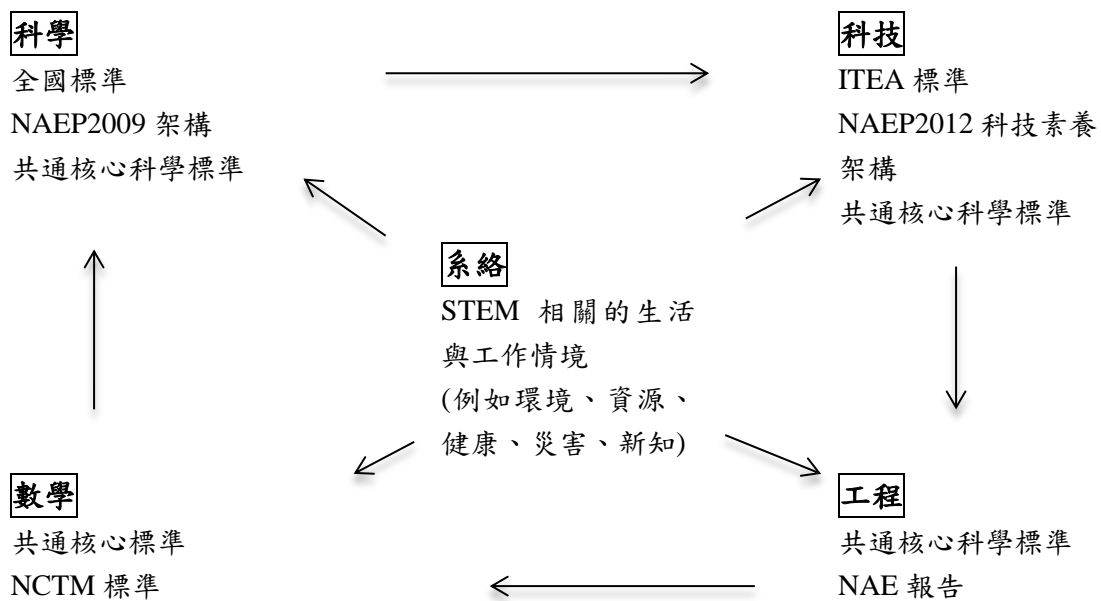 科學
全國標準
NAEP2009 架構
共通核心科學標準
科技
ITEA 標準
NAEP2012 科技素養
架構
共通核心科學標準
系絡
STEM 相關的生活
與工作情境
(例如環境、資源、
健康、災害、新知)
數學
共通核心標準
NCTM 標準
工程
共通核心科學標準
NAE 報告